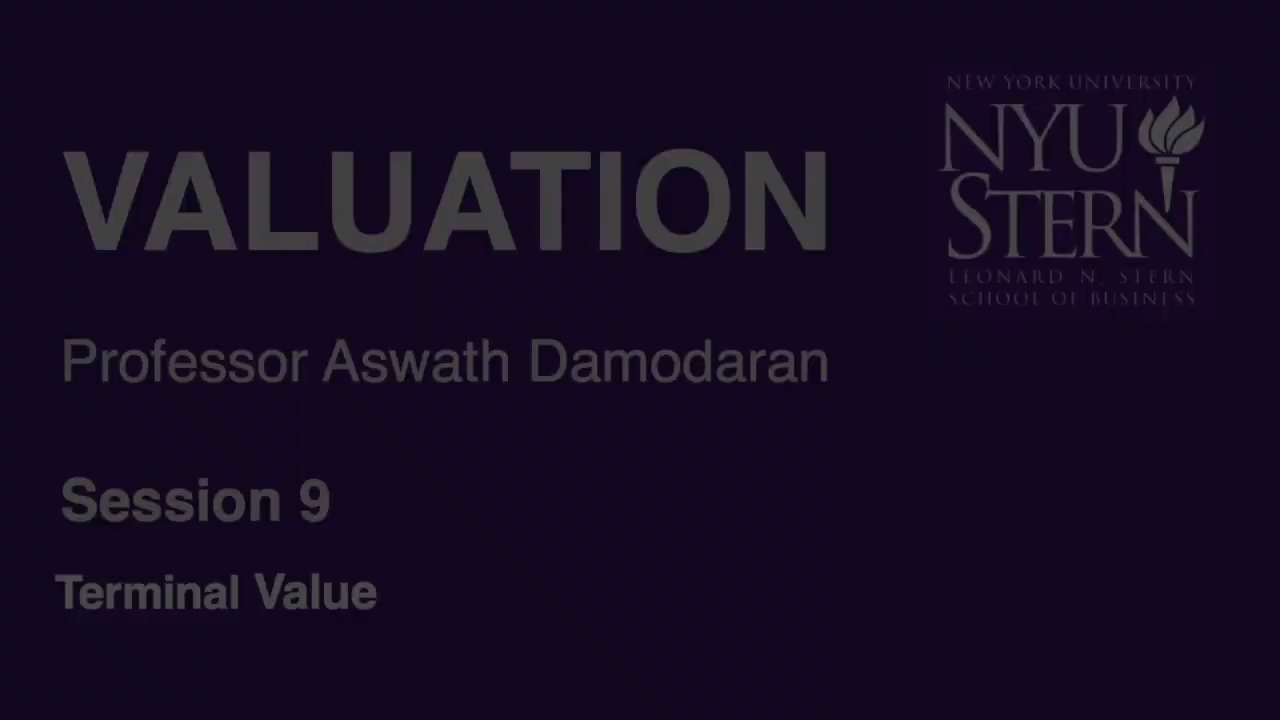 NEW YORK UNIVERSITY
NYU
STERN
LEONARD N. STERN
SCHOOL OF BUSINESS
VALUATION
Professor Aswath Damodaran
Session 9
Terminal Value